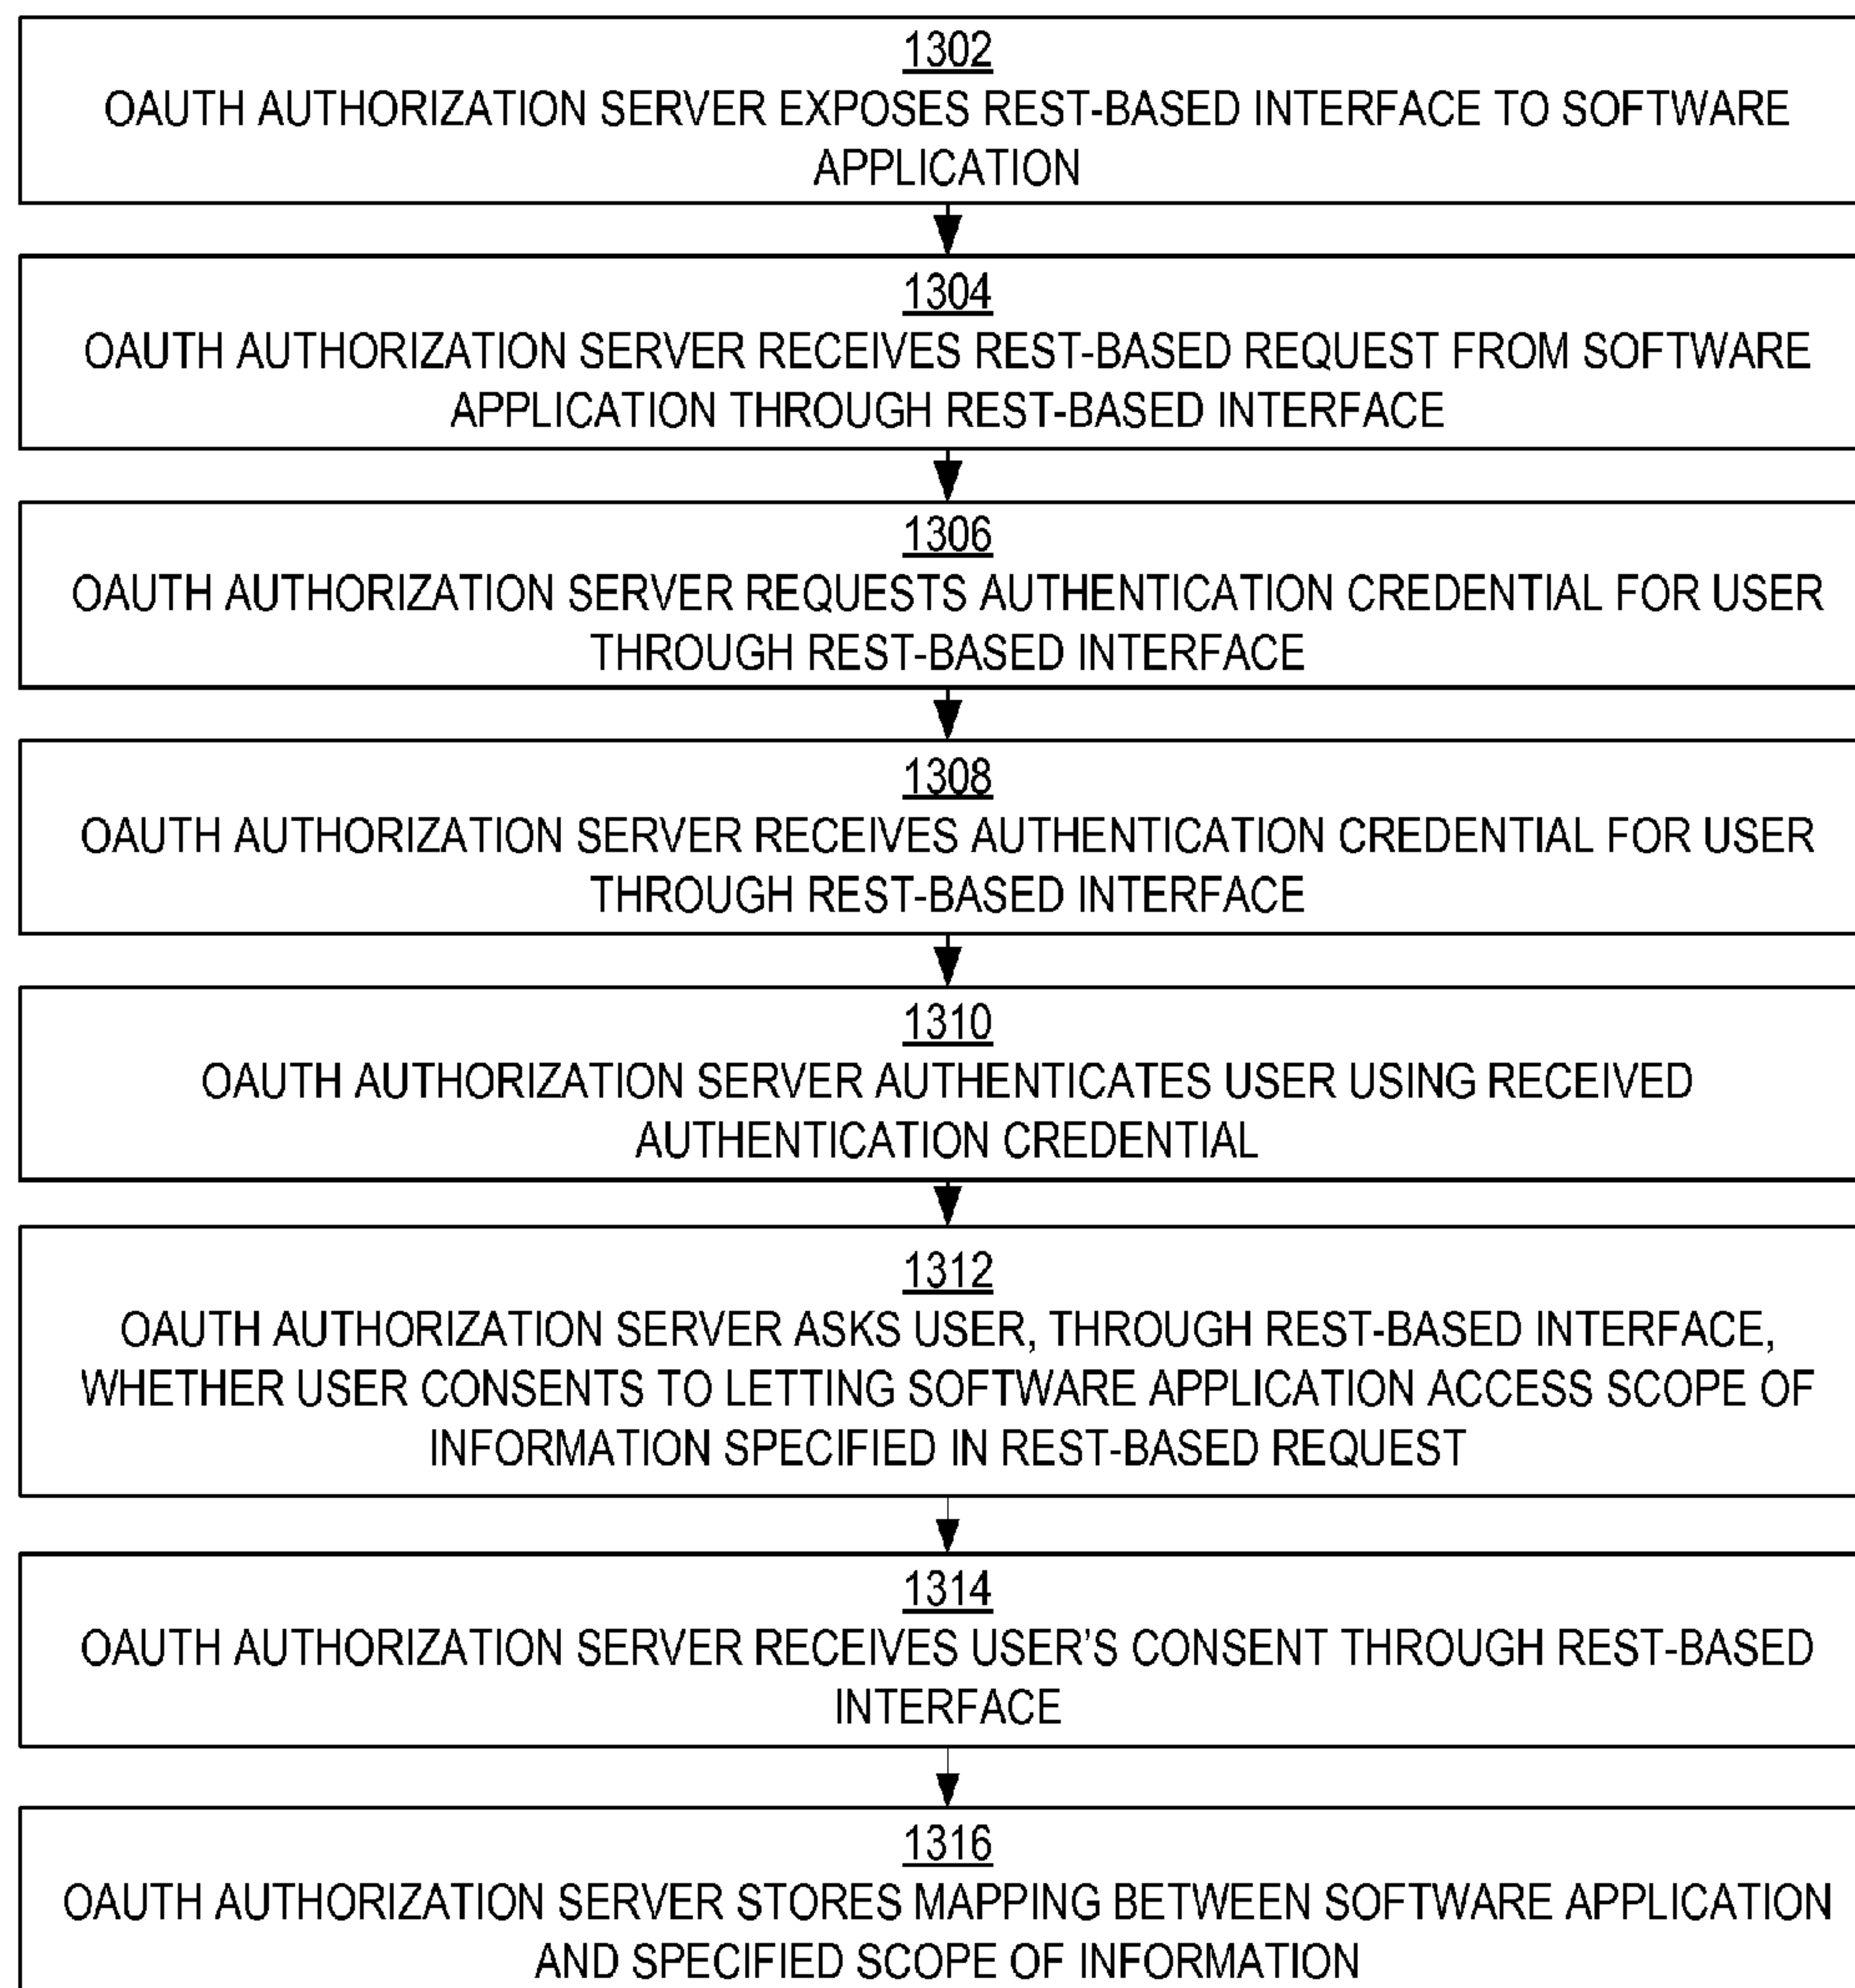 1302
OAUTH AUTHORIZATION SERVER EXPOSES REST-BASED INTERFACE TO SOFTWARE
APPLICATION
1304
OAUTH AUTHORIZATION SERVER RECEIVES REST-BASED REQUEST FROM SOFTWARE
APPLICATION THROUGH REST-BASED INTERFACE
1306
OAUTH AUTHORIZATION SERVER REQUESTS AUTHENTICATION CREDENTIAL FOR USER
THROUGH REST-BASED INTERFACE
1308
OAUTH AUTHORIZATION SERVER RECEIVES AUTHENTICATION CREDENTIAL FOR USER
THROUGH REST-BASED INTERFACE
1310
OAUTH AUTHORIZATION SERVER AUTHENTICATES USER USING RECEIVED
AUTHENTICATION CREDENTIAL
1312
OAUTH AUTHORIZATION SERVER ASKS USER, THROUGH REST-BASED INTERFACE,
WHETHER USER CONSENTS TO LETTING SOFTWARE APPLICATION ACCESS SCOPE OF
INFORMATION SPECIFIED IN REST-BASED REQUEST
1314
OAUTH AUTHORIZATION SERVER RECEIVES USER'S CONSENT THROUGH REST-BASED
INTERFACE
1316
OAUTH AUTHORIZATION SERVER STORES MAPPING BETWEEN SOFTWARE APPLICATION
AND SPECIFIED SCOPE OF INFORMATION